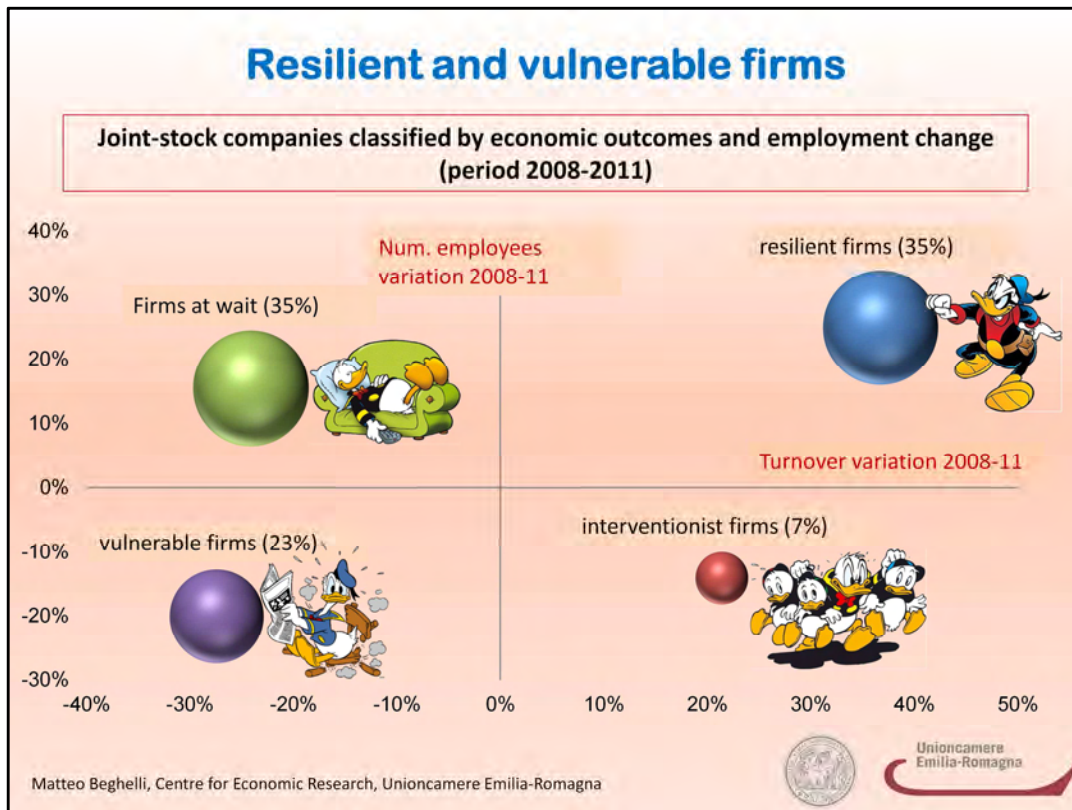 Resilient and vulnerable firms
Joint-stock companies classified by economic outcomes and employment change
(period 2008-2011)
40%
30%
20%
10%
0%
-10%
-20%
-30%
Num. employees
variation 2008-11
resilient firms (35%)
Firms at wait (35%)
Turnover variation 2008-11
vulnerable firms (23%)
interventionist firms (7%)
-40% -30% -20% -10% 0% 10% 20% 30% 40% 50%
Matteo Beghelli, Centre for Economic Research, Unioncamere Emilia-Romagna
Unioncamere
Emilia-Romagna